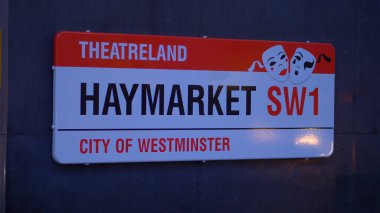 THEATRELAND
HAYMARKET SW1
CITY OF WESTMINSTER